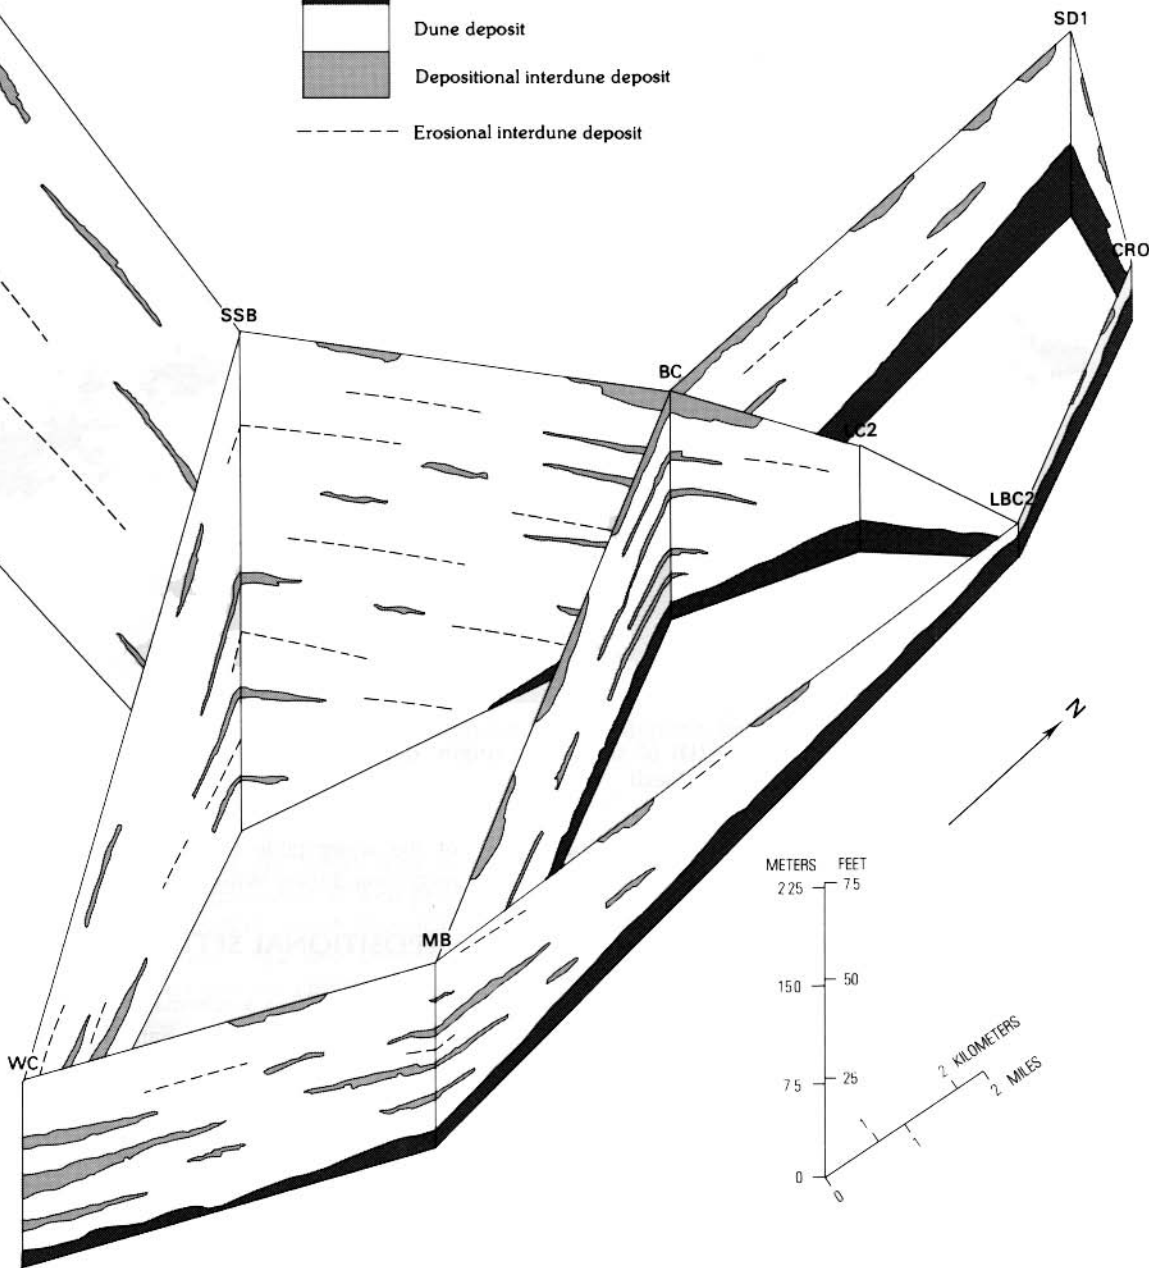 Dune deposit
Depositional interdune deposit
Erosional interdune deposit
SD1
CRO
SSB
BC
LC2
LBC2
N
MB
WC
METERS FEET
225 75
150 50
75 25
0
0
1
1
2 KILOMETERS
2 MILES